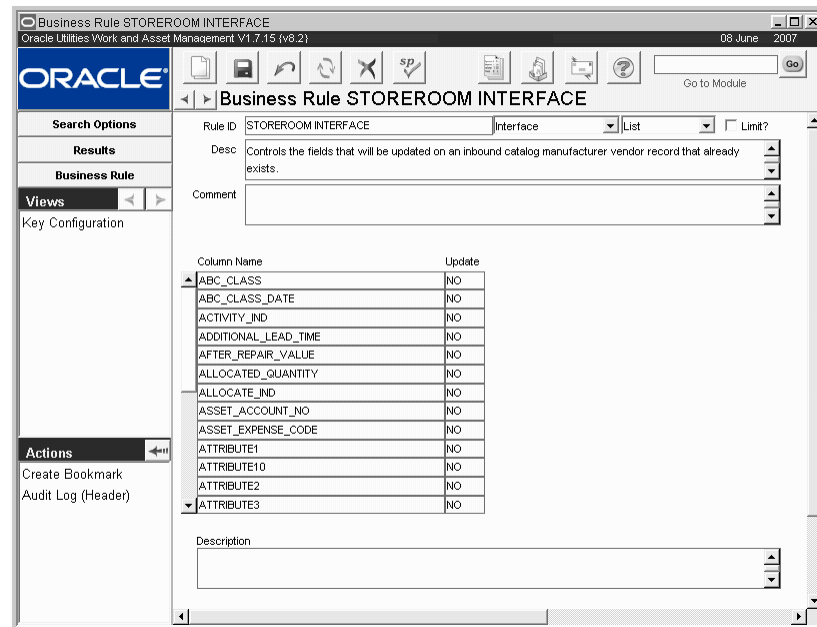 Business Rule STOREROOM INTERFACE
Oracle Utilities Work and Asset Management V1.7.15 {v8.2} 08 June 2007
ORACLE
sp
Go
Go to Module
Business Rule STOREROOM INTERFACE
Search Options
Results
Business Rule
Views
Key Configuration
Rule ID STOREROOM INTERFACE Interface List Limit?
Desc Controls the fields that will be updated on an inbound catalog manufacturer vendor record that already
exists.
Comment
Column Name Update
ABC_CLASS NO
ABC_CLASS_DATE NO
ACTIVITY_IND NO
ADDITIONAL_LEAD_TIME NO
AFTER_REPAIR_VALUE NO
ALLOCATED_QUANTITY NO
ALLOCATE_IND NO
ASSET_ACCOUNT_NO NO
ASSET_EXPENSE_CODE NO
ATTRIBUTE1 NO
ATTRIBUTE10 NO
ATTRIBUTE2 NO
ATTRIBUTE3 NO
Actions
Create Bookmark
Audit Log (Header)
Description